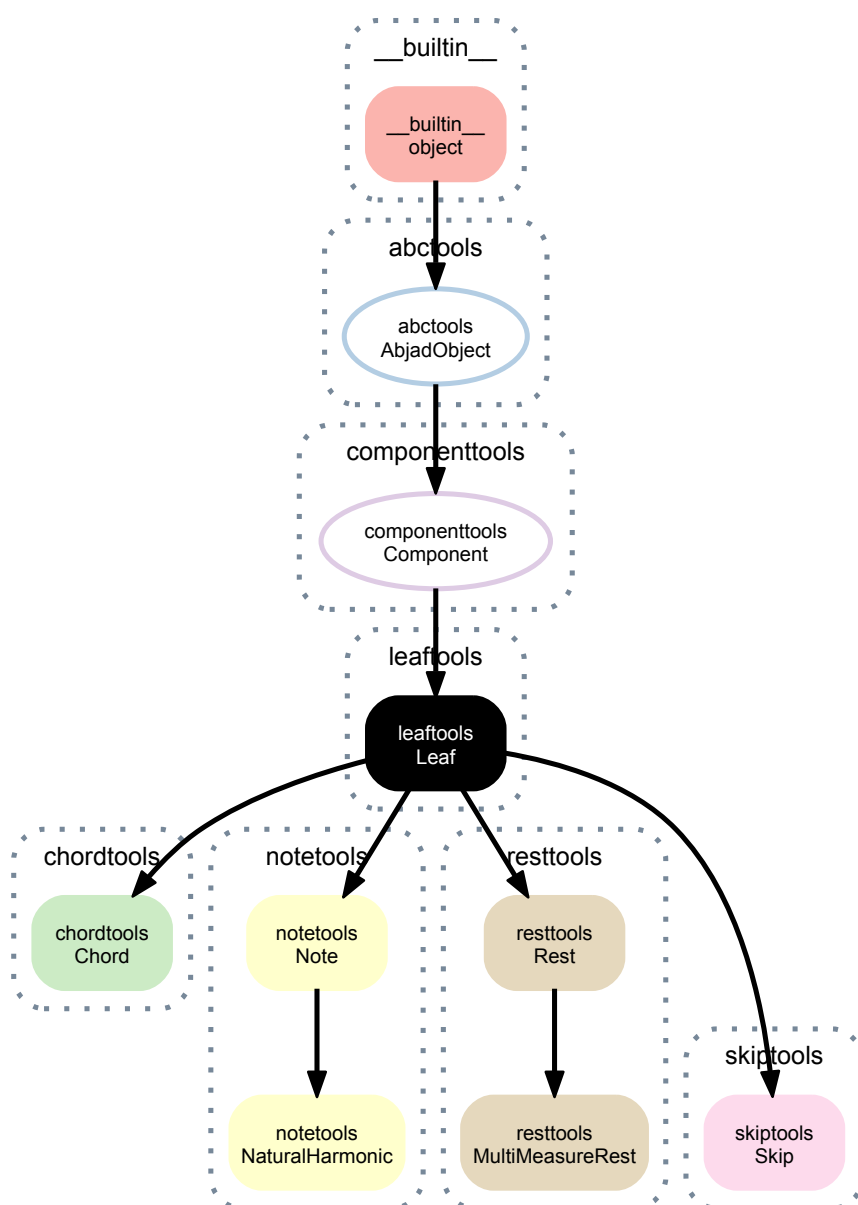 __builtin__
__builtin__
object
abctools
abctools
AbjadObject
componenttools
componenttools
Component
leaftools
leaftools
Leaf
chordtools
notetools
resttools
chordtools
Chord
notetools
Note
resttools
Rest
skiptools
notetools
NaturalHarmonic
resttools
MultiMeasureRest
skiptools
Skip